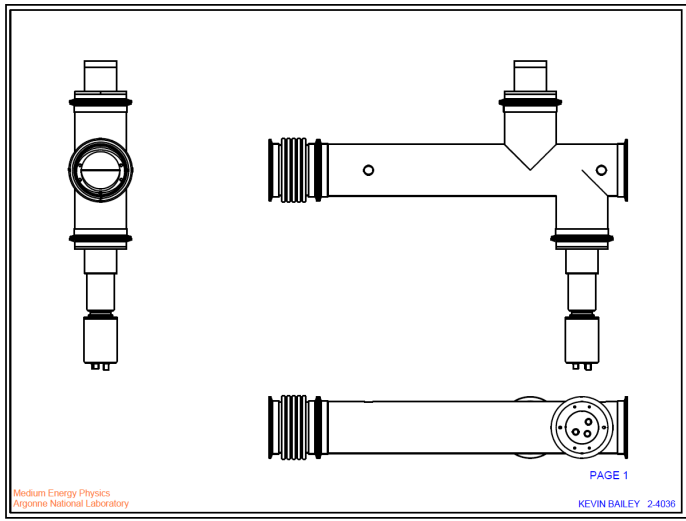 PAGE 1
Medium Energy Physics
Argonne National Laboratory
KEVIN BAILEY 2-4036